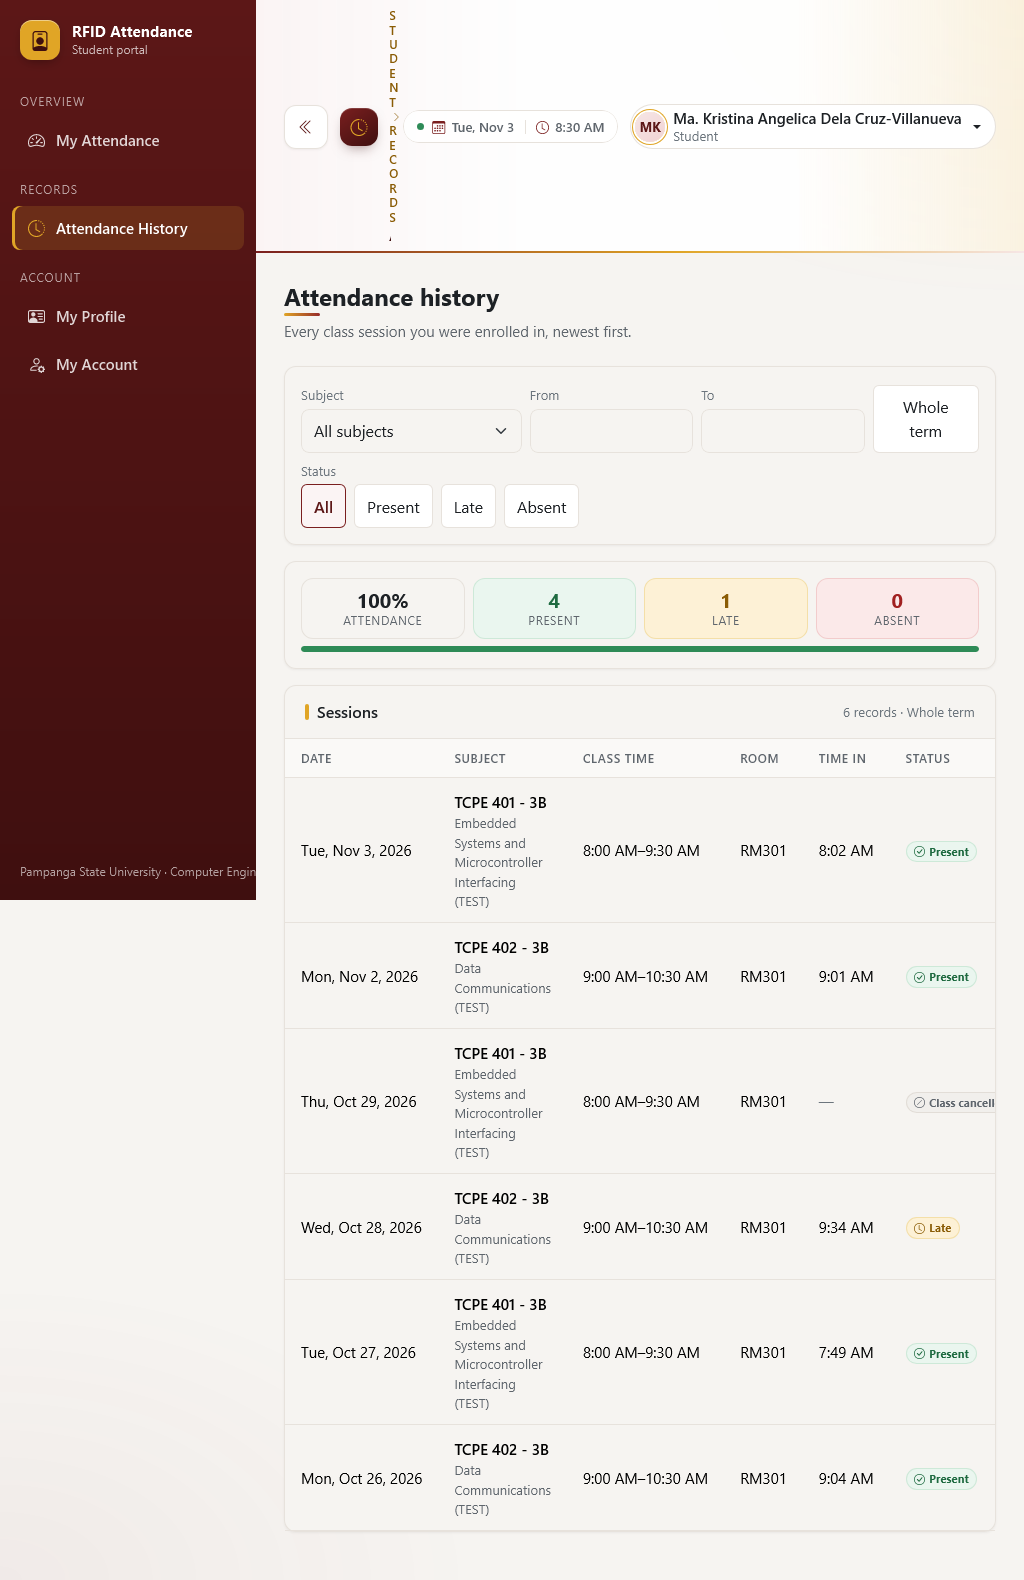 RFID Attendance
Student portal
OVERVIEW
My Attendance
RECORDS
Attendance History
ACCOUNT
My Profile
My Account
Pampanga State University · Computer Engin
STUDENT
RECORDS
Tue, Nov 3
8:30 AM
MK
Ma. Kristina Angelica Dela Cruz-Villanueva
Student
Attendance history
Every class session you were enrolled in, newest first.
Subject
From
To
All subjects
Whole
term
Status
All
Present
Late
Absent
100%
ATTENDANCE
4
PRESENT
1
LATE
0
ABSENT
Sessions
6 records · Whole term
DATE SUBJECT CLASS TIME ROOM TIME IN STATUS
Tue, Nov 3, 2026
TCPE 401 - 3B
Embedded
Systems and
Microcontroller
Interfacing
(TEST)
8:00 AM–9:30 AM
RM301
8:02 AM
Present
Mon, Nov 2, 2026
TCPE 402 - 3B
Data
Communications
(TEST)
9:00 AM–10:30 AM
RM301
9:01 AM
Present
Thu, Oct 29, 2026
TCPE 401 - 3B
Embedded
Systems and
Microcontroller
Interfacing
(TEST)
8:00 AM–9:30 AM
RM301
—
Class cancell
Wed, Oct 28, 2026
TCPE 402 - 3B
Data
Communications
(TEST)
9:00 AM–10:30 AM
RM301
9:34 AM
Late
Tue, Oct 27, 2026
TCPE 401 - 3B
Embedded
Systems and
Microcontroller
Interfacing
(TEST)
8:00 AM–9:30 AM
RM301
7:49 AM
Present
Mon, Oct 26, 2026
TCPE 402 - 3B
Data
Communications
(TEST)
9:00 AM–10:30 AM
RM301
9:04 AM
Present